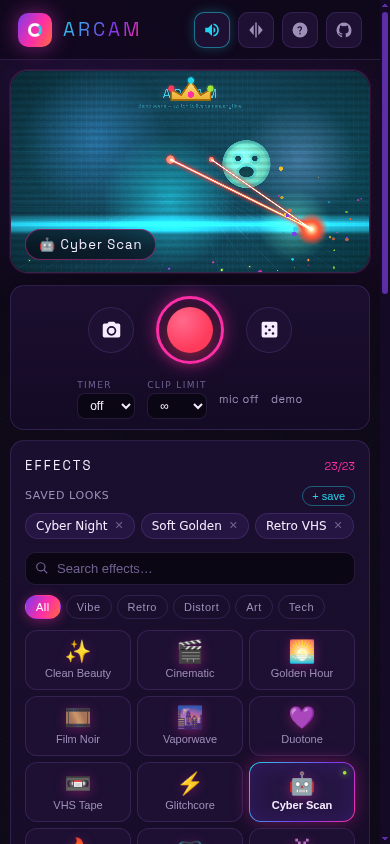 ARCAM
🤖 Cyber Scan
TIMER
CLIP LIMIT
off
∞
mic off
demo
EFFECTS
23/23
SAVED LOOKS
+ save
Cyber Night ✕
Soft Golden ✕
Retro VHS ✕
Search effects…
All
Vibe
Retro
Distort
Art
Tech
Clean Beauty
Cinematic
Golden Hour
Film Noir
Vaporwave
Duotone
VHS Tape
Glitchcore
Cyber Scan